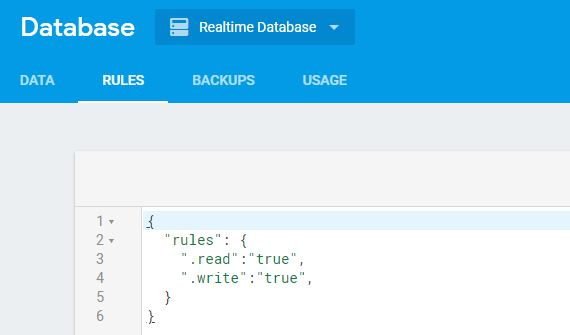 Database
Realtime Database
DATA RULES BACKUPS USAGE
1 {
2 "rules": {
3 ".read":"true",
4 ".write":"true",
5 }
6 }